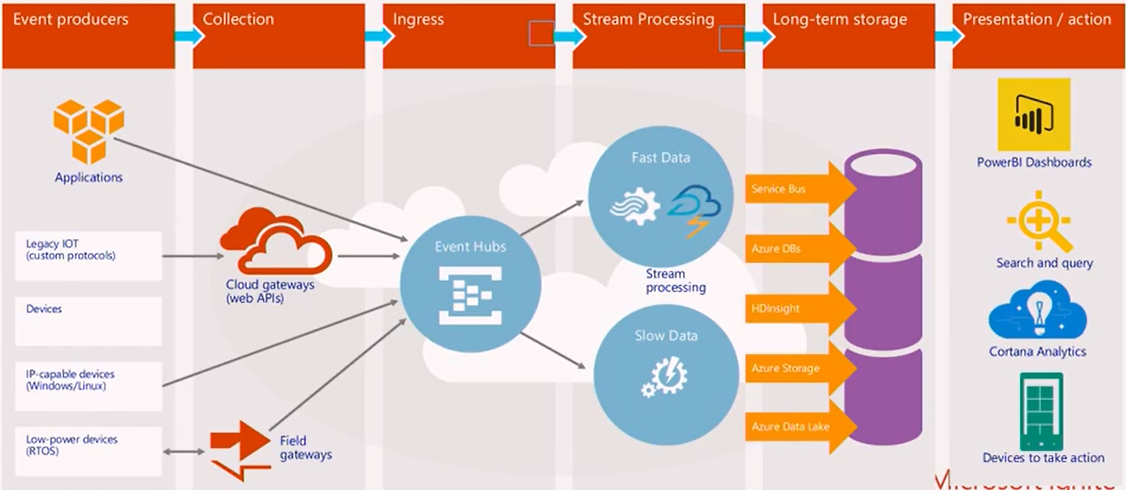 Event producers
Collection
Ingress
Stream Processing
Long-term storage
Presentation / action
Applications
Legacy IOT
(custom protocols)
Devices
IP-capable devices
(Windows/Linux)
Low-power devices
(RTOS)
Cloud gateways
(web APIs)
Field
gateways
Event Hubs
Fast Data
Stream
processing
Slow Data
Service Bus
Azure DBs
HDInsight
Azure Storage
Azure Data Lake
PowerBI Dashboards
Search and query
Cortana Analytics
Devices to take action
Microsoft Ignite